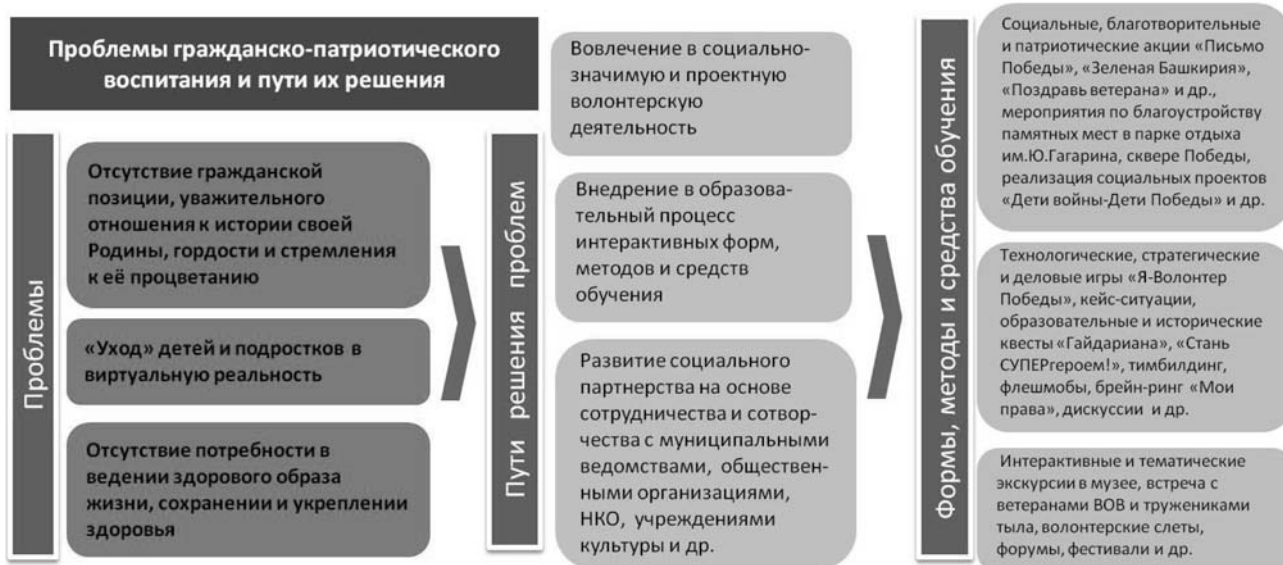 Проблемы гражданско-патриотического
воспитания и пути их решения
Проблемы
Отсутствие гражданской
позиции, уважительного
отношения к истории своей
Родины, гордости и стремления
к её процветанию
«Уход» детей и подростков в
виртуальную реальность
Отсутствие потребности в
ведении здорового образа
жизни, сохранении и укреплении
здоровья
Пути решения проблем
Вовлечение в социально-
значимую и проектную
волонтерскую
деятельность
Внедрение в образова-
тельный процесс
интерактивных форм,
методов и средств
обучения
Развитие социального
партнерства на основе
сотрудничества и сотвор-
чества с муниципальными
ведомствами, обществен-
ными организациями,
НКО, учреждениями
культуры и др.
Формы, методы и средства обучения
Социальные, благотворительные
и патриотические акции «Письмо
Победы», «Зеленая Башкирия»,
«Поздравь ветерана» и др.,
мероприятия по благоустройству
памятных мест в парке отдыха
им.Ю.Гагарина, сквере Победы,
реализация социальных проектов
«Дети войны-Дети Победы» и др.
Технологические, стратегические
и деловые игры «Я-Волонтер
Победы», кейс-ситуации,
образовательные и исторические
квесты «Гайдариана», «Стань
СУПЕРгероем!», тимбилдинг,
флешмобы, брейн-ринг «Мои
права», дискуссии и др.
Интерактивные и тематические
экскурсии в музее, встреча с
ветеранами ВОВ и тружениками
тыла, волонтерские слеты,
форумы, фестивали и др.